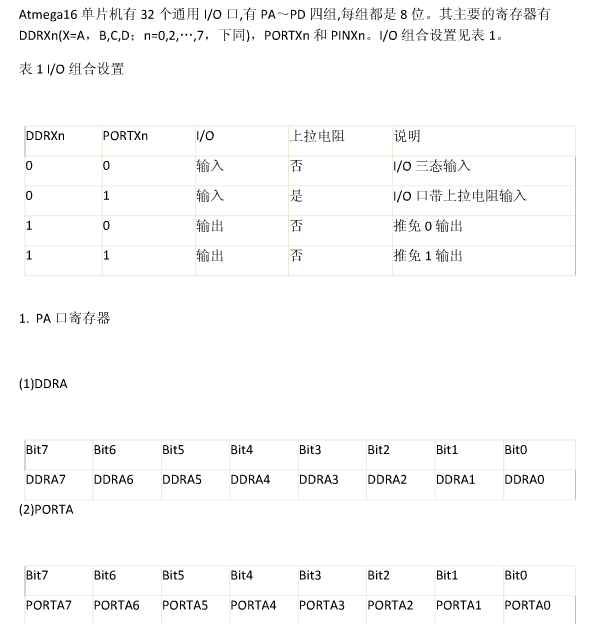 Atmega16 单片机有 32 个通用 I/O 口,有 PA～PD 四组,每组都是 8 位。其主要的寄存器有
DDRXn(X=A，B,C,D；n=0,2,…,7，下同)，PORTXn 和 PINXn。I/O 组合设置见表 1。
表 1 I/O 组合设置
DDRXn PORTXn I/O 上拉电阻 说明
0 0 输入 否 I/O 三态输入
0 1 输入 是 I/O 口带上拉电阻输入
1 0 输出 否 推免 0 输出
1 1 输出 否 推免 1 输出
1. PA 口寄存器
(1)DDRA
Bit7 Bit6 Bit5 Bit4 Bit3 Bit2 Bit1 Bit0
DDRA7 DDRA6 DDRA5 DDRA4 DDRA3 DDRA2 DDRA1 DDRA0
(2)PORTA
Bit7 Bit6 Bit5 Bit4 Bit3 Bit2 Bit1 Bit0
PORTA7 PORTA6 PORTA5 PORTA4 PORTA3 PORTA2 PORTA1 PORTA0